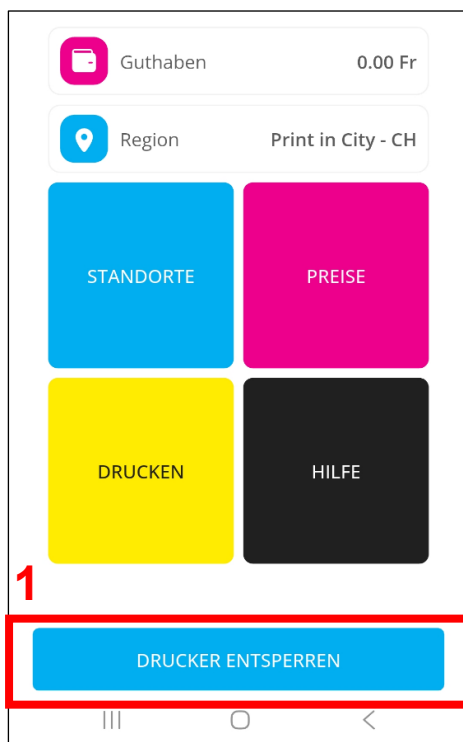 Guthaben 0.00 Fr
Region Print in City - CH
STANDORTE PREISE
DRUCKEN HILFE
1
DRUCKER ENTSPERREN